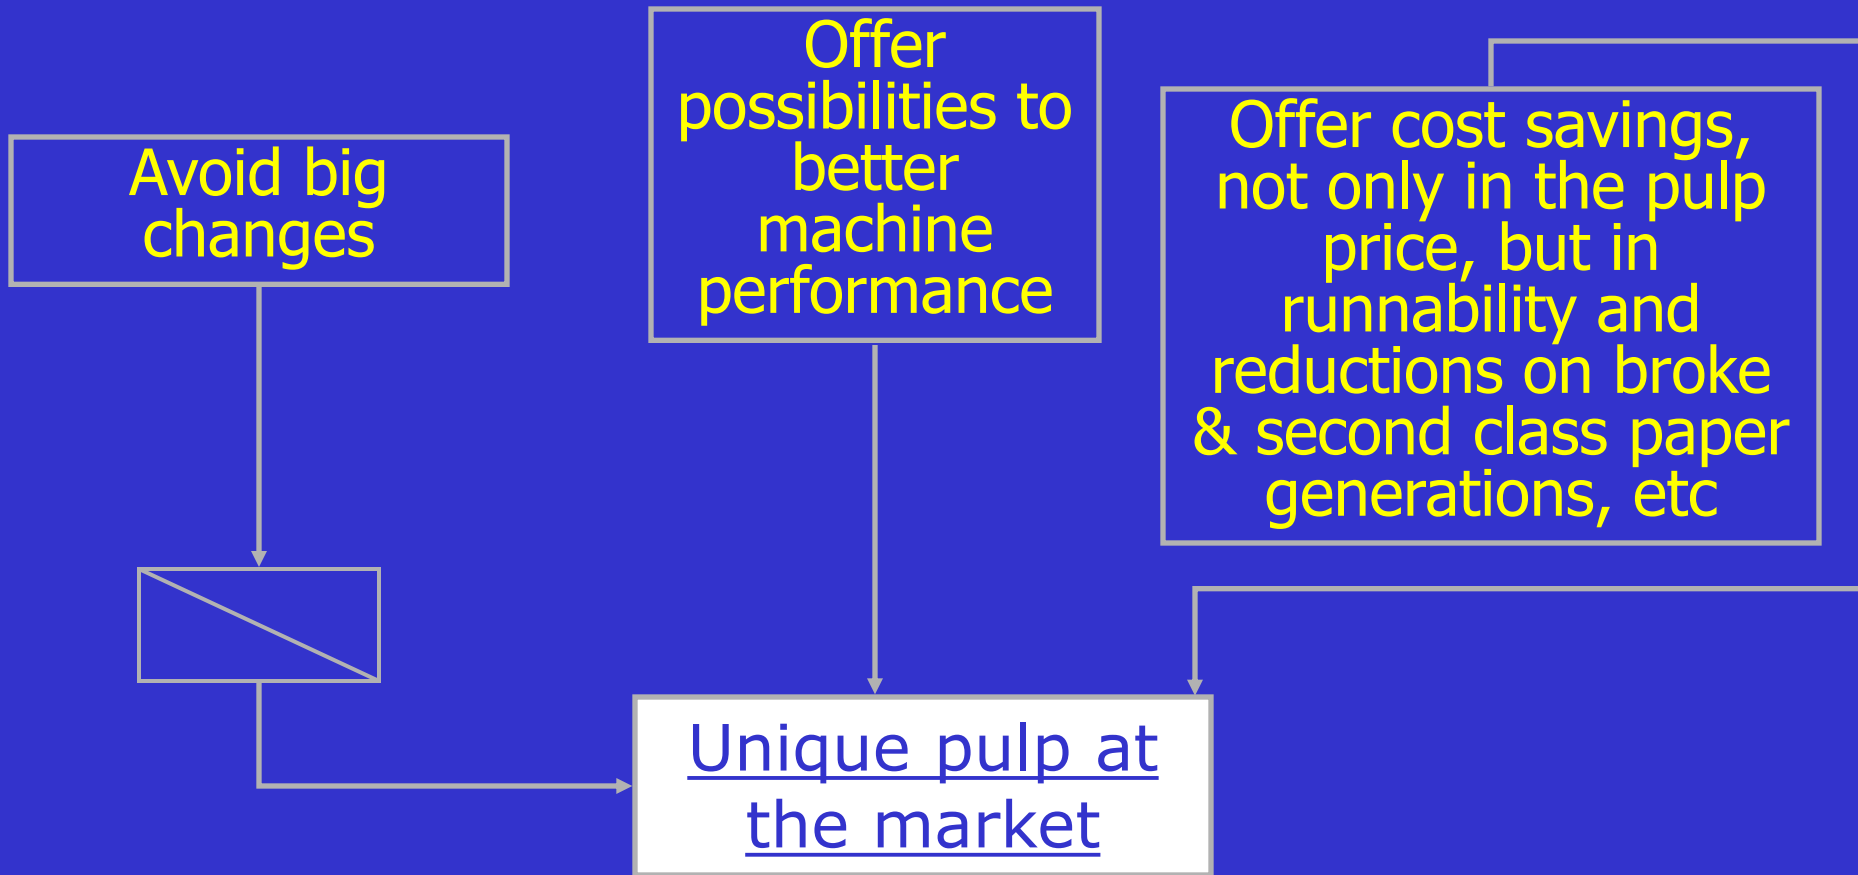 Avoid big
changes
Offer
possibilities to
better
machine
performance
Offer cost savings,
not only in the pulp
price, but in
runnability and
reductions on broke
& second class paper
generations, etc
Unique pulp at
the market